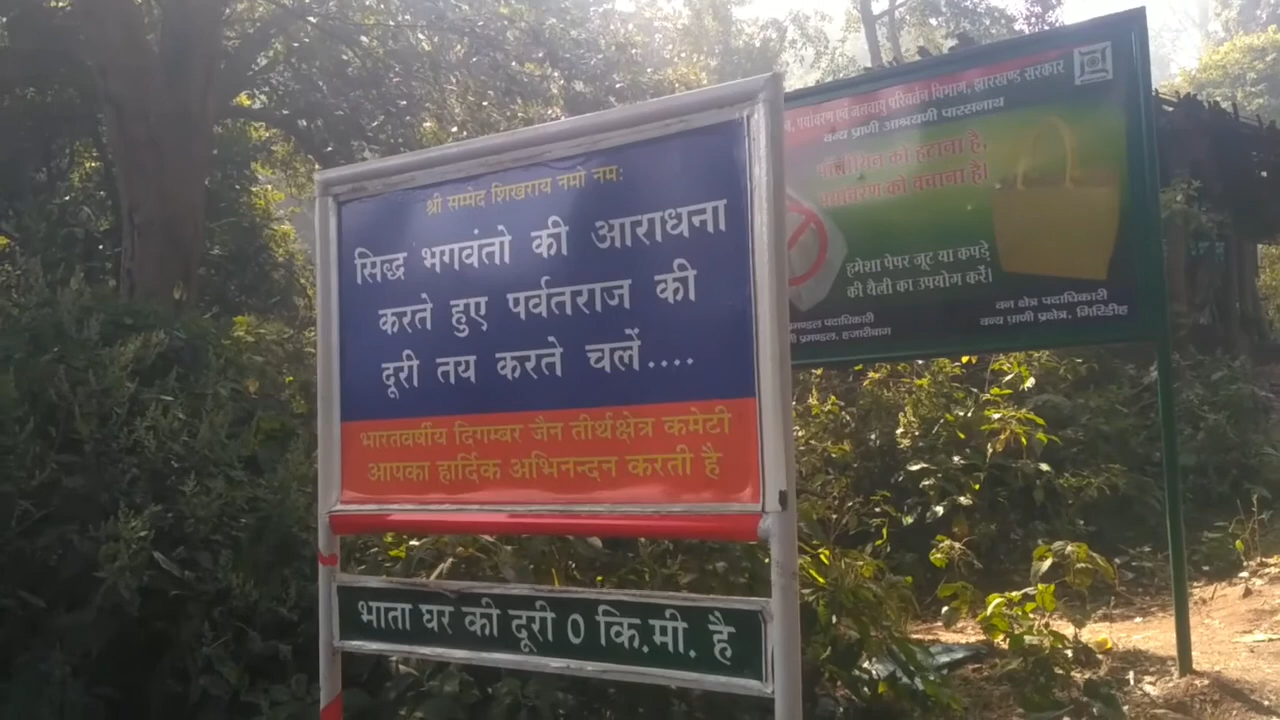 श्री सम्मेद शिखराय नमो नमः
सिद्ध भगवंतो की आराधना
करते हुए पर्वतराज की
दूरी तय करते चलें....
भारतवर्षीय दिगम्बर जैन तीर्थक्षेत्र कमेटी
आपका हार्दिक अभिनन्दन करती है
भाता घर की दूरी 0 कि.मी. है
पर्यावरण एवं जलवायु परिवर्तन विभाग, झारखण्ड सरकार
वन्य प्राणी आश्रयणी पारसनाथ
को हटाना है,
को बचाना है।
हमेशा पेपर जूट या कपड़े
की थैली का उपयोग करें।
पदाधिकारी
प्रमण्डल, हजारीबाग
वन क्षेत्र पदाधिकारी
वन्य प्राणी प्रक्षेत्र, गिरिडीह